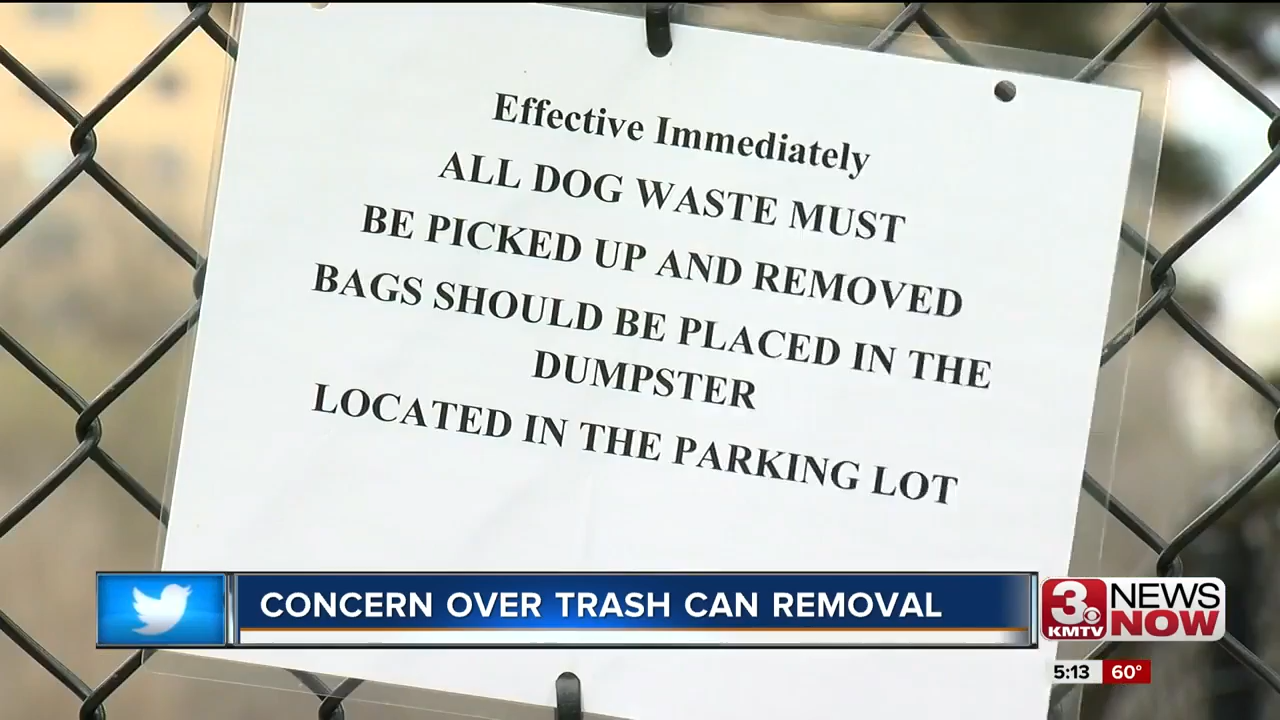 Effective Immediately
ALL DOG WASTE MUST
BE PICKED UP AND REMOVED
BAGS SHOULD BE PLACED IN THE
DUMPSTER
LOCATED IN THE PARKING LOT
CONCERN OVER TRASH CAN REMOVAL
3 NEWS
KMTV NOW
5:13 60°